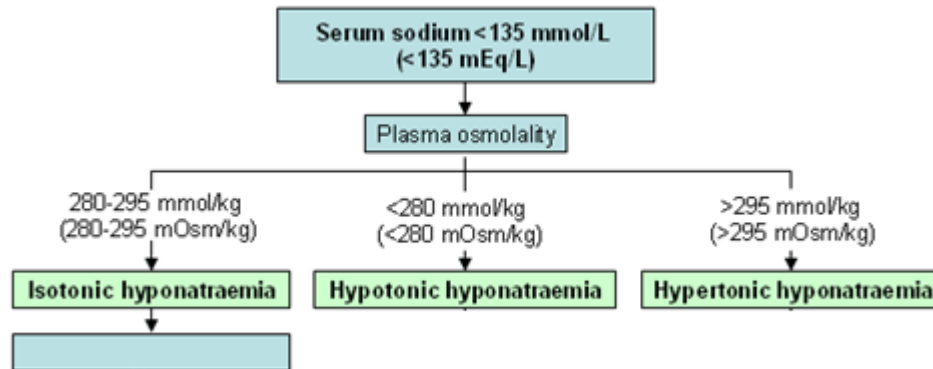 Serum sodium <135 mmol/L
(<135 mEq/L)
Plasma osmolality
280-295 mmol/kg
(280-295 mOsm/kg)
<280 mmol/kg
(<280 mOsm/kg)
>295 mmol/kg
(>295 mOsm/kg)
Isotonic hyponatraemia
Hypotonic hyponatraemia
Hypertonic hyponatraemia